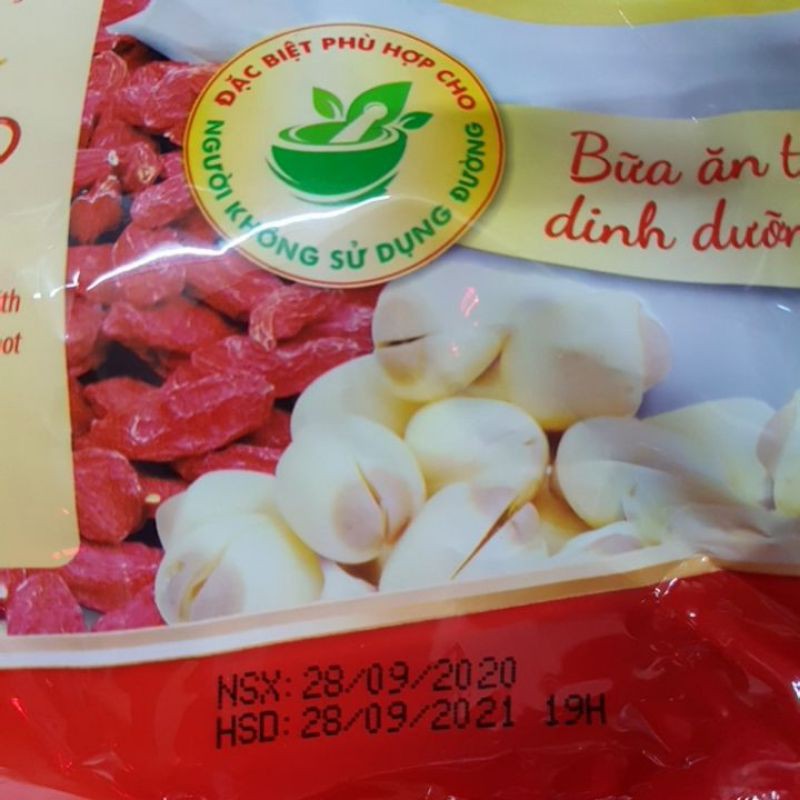 ĐẶC BIỆT PHÙ HỢP CHO
NGƯỜI KHÔNG SỬ DỤNG ĐƯỜNG
Bữa ăn
dinh
NSX: 28/09/2020
HSD: 28/09/2021 19H